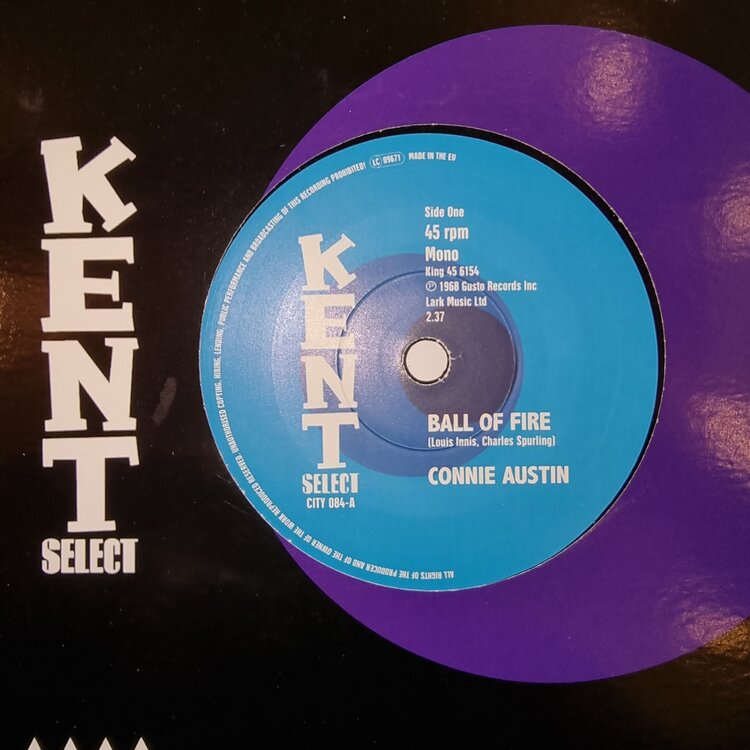 KENT
SELECT
ALL RIGHTS OF THE PRODUCER AND OF THE OWNER OF THE WORK REPRODUCED RESERVED. UNAUTHORISED COPYING, HIRING, LENDING, PUBLIC PERFORMANCE AND BROADCASTING OF THIS RECORDING PROHIBITED! LC 09671 MADE IN THE EU
Side One
45 rpm
Mono
King 45 6154
℗ 1968 Gusto Records Inc
Lark Music Ltd
2.37
KENT
SELECT
CITY 084-A
BALL OF FIRE
(Louis Innis, Charles Spurling)
CONNIE AUSTIN